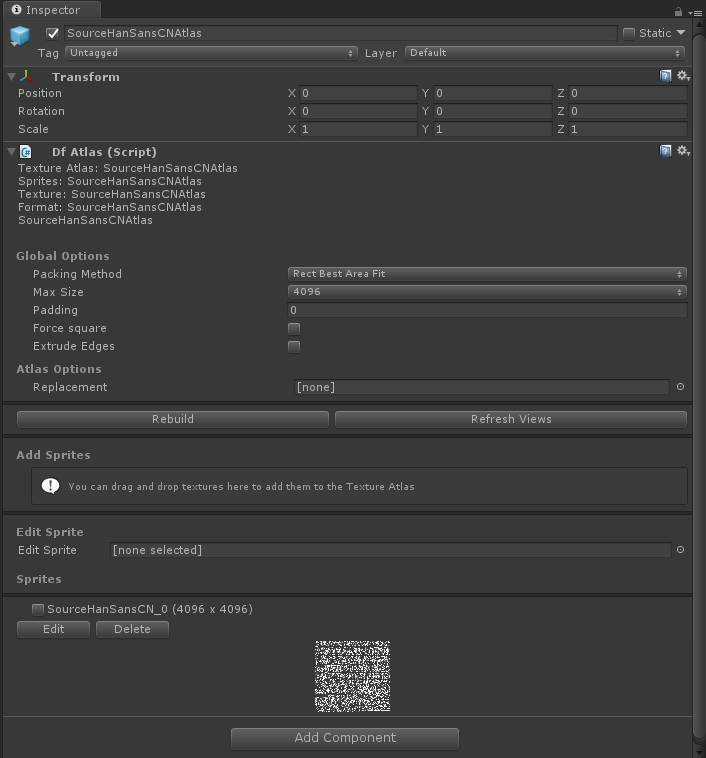 Inspector
SourceHanSansCNAtlas Static
Tag Untagged Layer Default
Transform
Position X 0 Y 0 Z 0
Rotation X 0 Y 0 Z 0
Scale X 1 Y 1 Z 1
Df Atlas (Script)
Texture Atlas: SourceHanSansCNAtlas
Sprites: SourceHanSansCNAtlas
Texture: SourceHanSansCNAtlas
Format: SourceHanSansCNAtlas
SourceHanSansCNAtlas
Global Options
Packing Method Rect Best Area Fit
Max Size 4096
Padding 0
Force square
Extrude Edges
Atlas Options
Replacement [none]
Rebuild Refresh Views
Add Sprites
You can drag and drop textures here to add them to the Texture Atlas
Edit Sprite
Edit Sprite [none selected]
Sprites
SourceHanSansCN_0 (4096 x 4096)
Edit Delete
Add Component